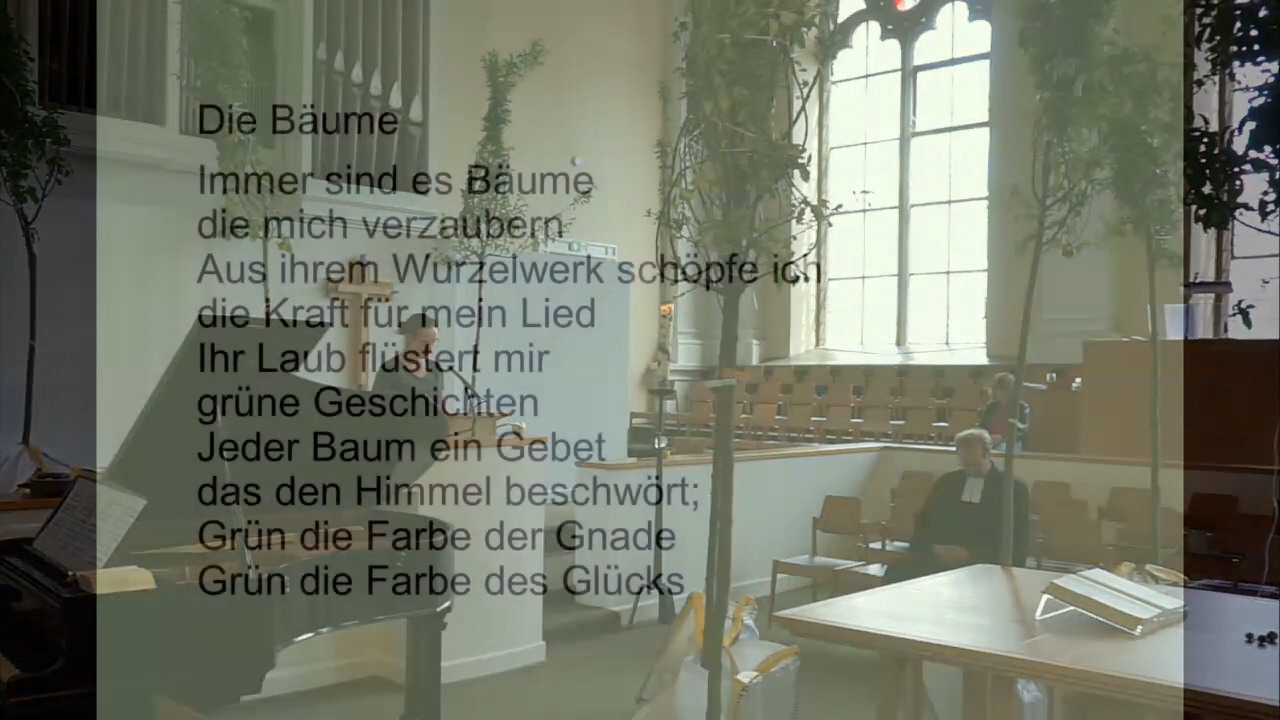 Die Bäume
Immer sind es Bäume
die mich verzaubern
Aus ihrem Wurzelwerk schöpfe ich
die Kraft für mein Lied
Ihr Laub flüstert mir
grüne Geschichten
Jeder Baum ein Gebet
das den Himmel beschwört;
Grün die Farbe der Gnade
Grün die Farbe des Glücks